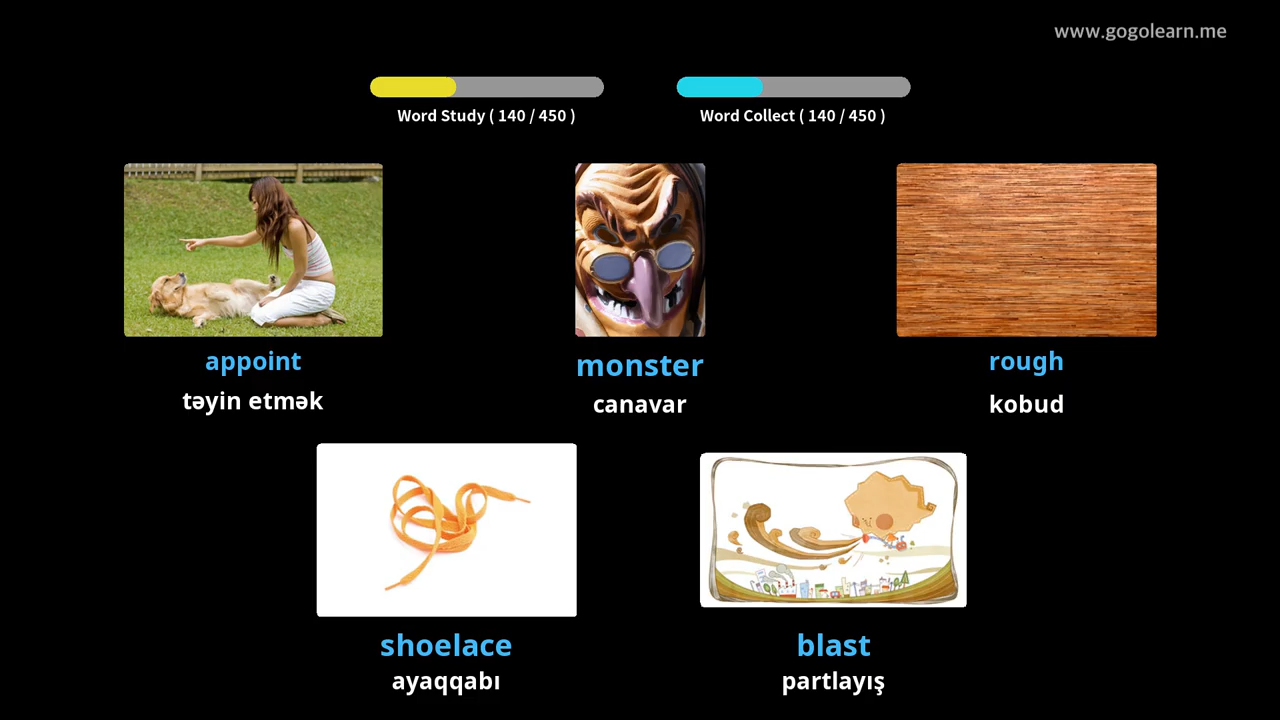 www.gogolearn.me
Word Study ( 140 / 450 )
Word Collect ( 140 / 450 )
appoint
təyin etmək
monster
canavar
rough
kobud
shoelace
ayaqqabı
blast
partlayış